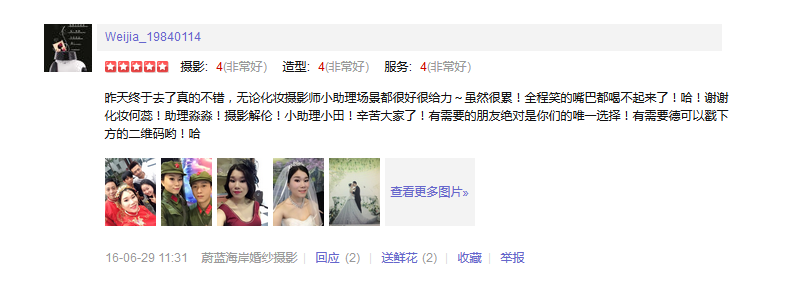 Weijia_19840114
摄影: 4(非常好) 造型: 4(非常好) 服务: 4(非常好)
昨天终于去了真的不错，无论化妆摄影师小助理场景都很好很给力～虽然很累！全程笑的嘴巴都喝不起来了！哈！谢谢
化妆何蕊！助理淼淼！摄影解伦！小助理小田！辛苦大家了！有需要的朋友绝对是你们的唯一选择！有需要德可以戳下
方的二维码哟！哈
查看更多图片»
16-06-29 11:31 蔚蓝海岸婚纱摄影 | 回应 (2) | 送鲜花 (2) | 收藏 | 举报